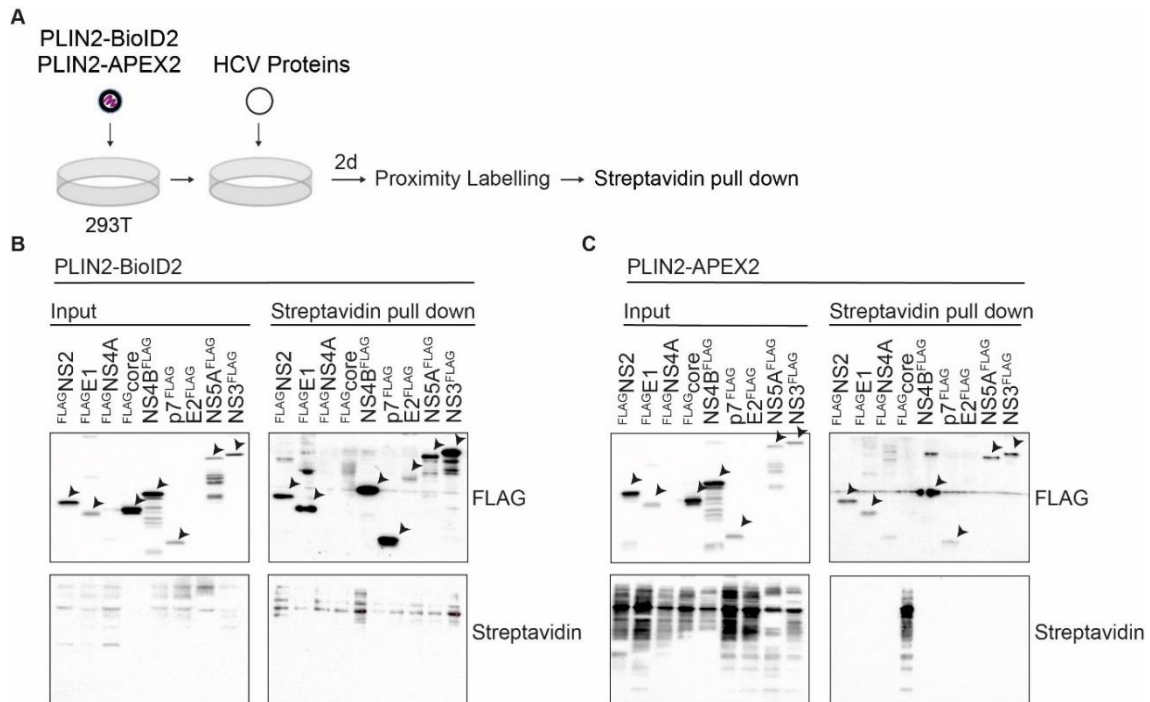 A
PLIN2-BioID2
PLIN2-APEX2
HCV Proteins
2d
Proximity Labelling
Streptavidin pull down
293T
B
PLIN2-BioID2
Input
Streptavidin pull down
FLAGNS2
FLAGE1
FLAGNS4A
FLAGcore
NS4BFLAG
p7FLAG
E2FLAG
NS5AFLAG
NS3FLAG
FLAGNS2
FLAGE1
FLAGNS4A
FLAGcore
NS4BFLAG
p7FLAG
E2FLAG
NS5AFLAG
NS3FLAG
FLAG
Streptavidin
C
PLIN2-APEX2
Input
Streptavidin pull down
FLAGNS2
FLAGE1
FLAGNS4A
FLAGcore
NS4BFLAG
p7FLAG
E2FLAG
NS5AFLAG
NS3FLAG
FLAGNS2
FLAGE1
FLAGNS4A
FLAGcore
NS4BFLAG
p7FLAG
E2FLAG
NS5AFLAG
NS3FLAG
FLAG
Streptavidin